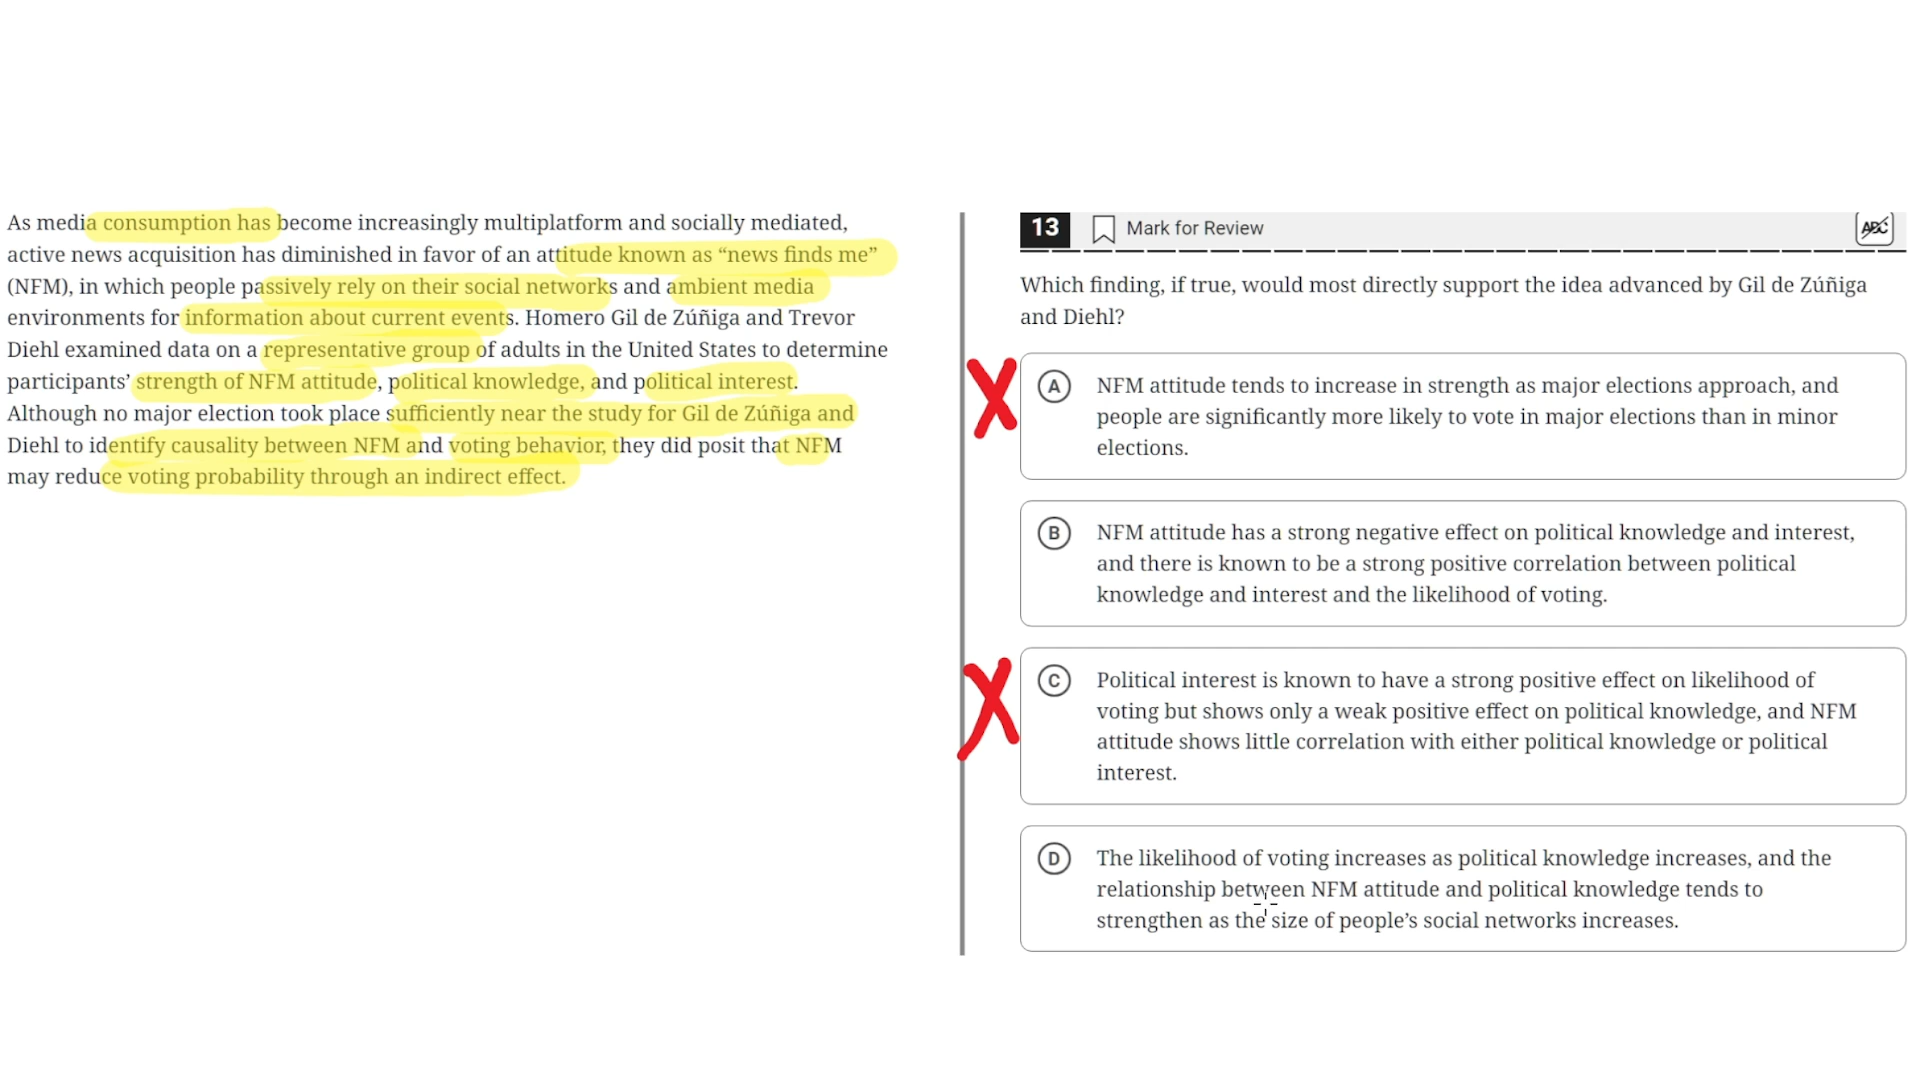 As media consumption has become increasingly multiplatform and socially mediated,
active news acquisition has diminished in favor of an attitude known as “news finds me”
(NFM), in which people passively rely on their social networks and ambient media
environments for information about current events. Homero Gil de Zúñiga and Trevor
Diehl examined data on a representative group of adults in the United States to determine
participants’ strength of NFM attitude, political knowledge, and political interest.
Although no major election took place sufficiently near the study for Gil de Zúñiga and
Diehl to identify causality between NFM and voting behavior, they did posit that NFM
may reduce voting probability through an indirect effect.
13 Mark for Review ABC
Which finding, if true, would most directly support the idea advanced by Gil de Zúñiga
and Diehl?
A NFM attitude tends to increase in strength as major elections approach, and
people are significantly more likely to vote in major elections than in minor
elections.
B NFM attitude has a strong negative effect on political knowledge and interest,
and there is known to be a strong positive correlation between political
knowledge and interest and the likelihood of voting.
C Political interest is known to have a strong positive effect on likelihood of
voting but shows only a weak positive effect on political knowledge, and NFM
attitude shows little correlation with either political knowledge or political
interest.
D The likelihood of voting increases as political knowledge increases, and the
relationship between NFM attitude and political knowledge tends to
strengthen as the size of people’s social networks increases.